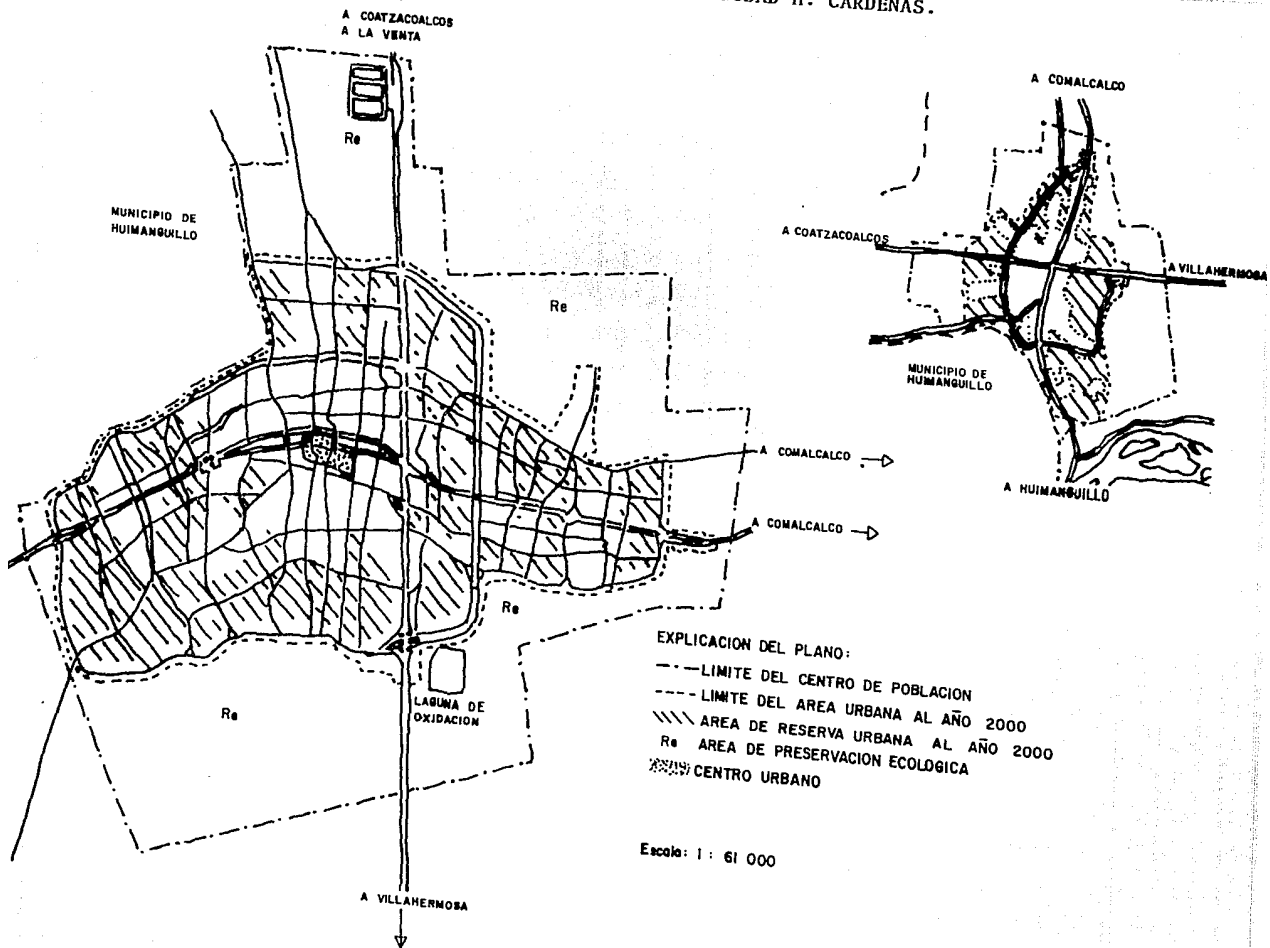 H. CARDENAS.
A COATZACOALCOS
A LA VENTA
Re
MUNICIPIO DE
HUIMANGUILLO
Re
A COMALCALCO
A COMALCALCO
Re
Re
LAGUNA DE
OXIDACION
A VILLAHERMOSA
A COMALCALCO
A COATZACOALCOS
A VILLAHERMOSA
MUNICIPIO DE
HUIMANGUILLO
A HUIMANGUILLO
EXPLICACION DEL PLANO:
LIMITE DEL CENTRO DE POBLACION
LIMITE DEL AREA URBANA AL AÑO 2000
AREA DE RESERVA URBANA AL AÑO 2000
Re AREA DE PRESERVACION ECOLOGICA
CENTRO URBANO
Escala: 1 : 61 000